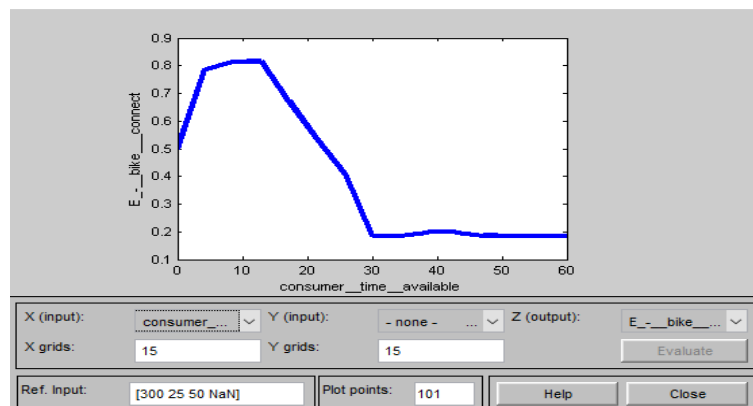 0.9
0.8
0.7
0.6
0.5
0.4
0.3
0.2
0.1
E_-__bike__connect
0 10 20 30 40 50 60
consumer__time__available
X (input): consumer_... Y (input): - none - ... Z (output): E_-__bike__...
X grids: 15 Y grids: 15 Evaluate
Ref. Input: [300 25 50 NaN] Plot points: 101 Help Close